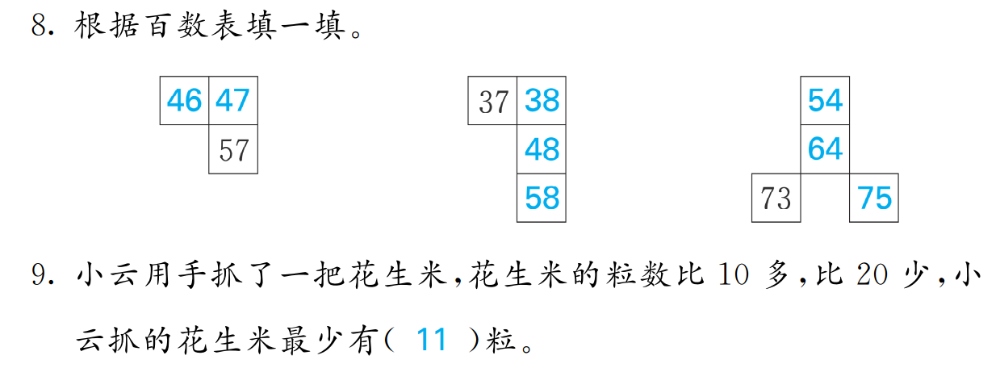 8. 根据百数表填一填。
46 47 37 38 54
57 48 64
58 73 75
9. 小云用手抓了一把花生米,花生米的粒数比 10 多,比 20 少,小
云抓的花生米最少有( 11 )粒。